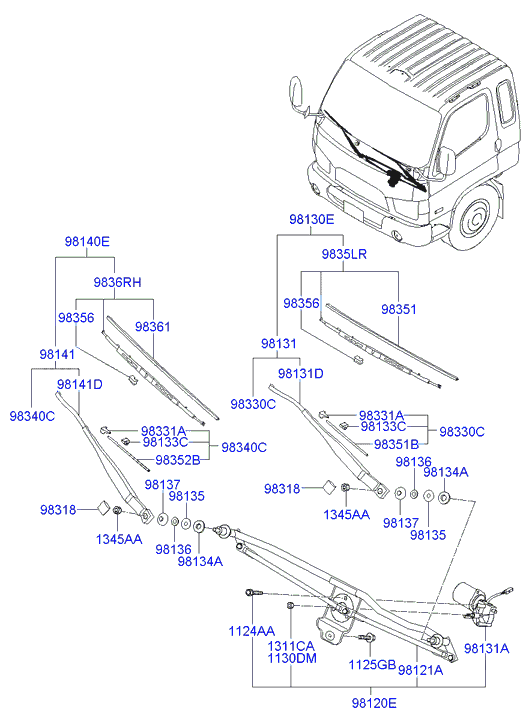 98130E
98140E
9835LR
9836RH
98356
98351
98356
98361
98131
98141
98131D
98141D
98330C
98340C
98331A
98133C
98330C
98351B
98331A
98133C
98340C
98352B
98136
98134A
98318
98137
98135
98318
1345AA
98137
98135
1345AA
98136
98134A
1124AA
1311CA
1130DM
1125GB
98121A
98131A
98120E